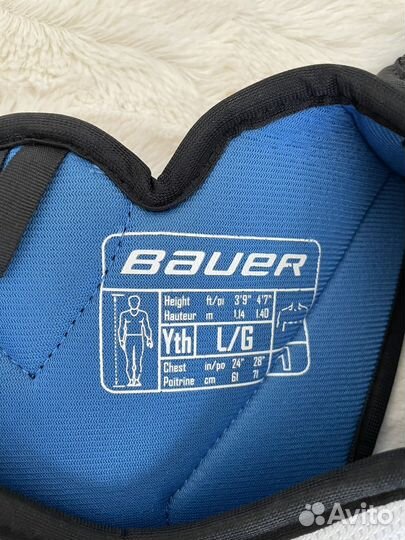 BAUER
Height ft/pi 3'9" 4'7"
Hauteur m 1.14 1.40
Yth L/G
Chest in/po 24" 28"
Poitrine cm 61 71
Avito